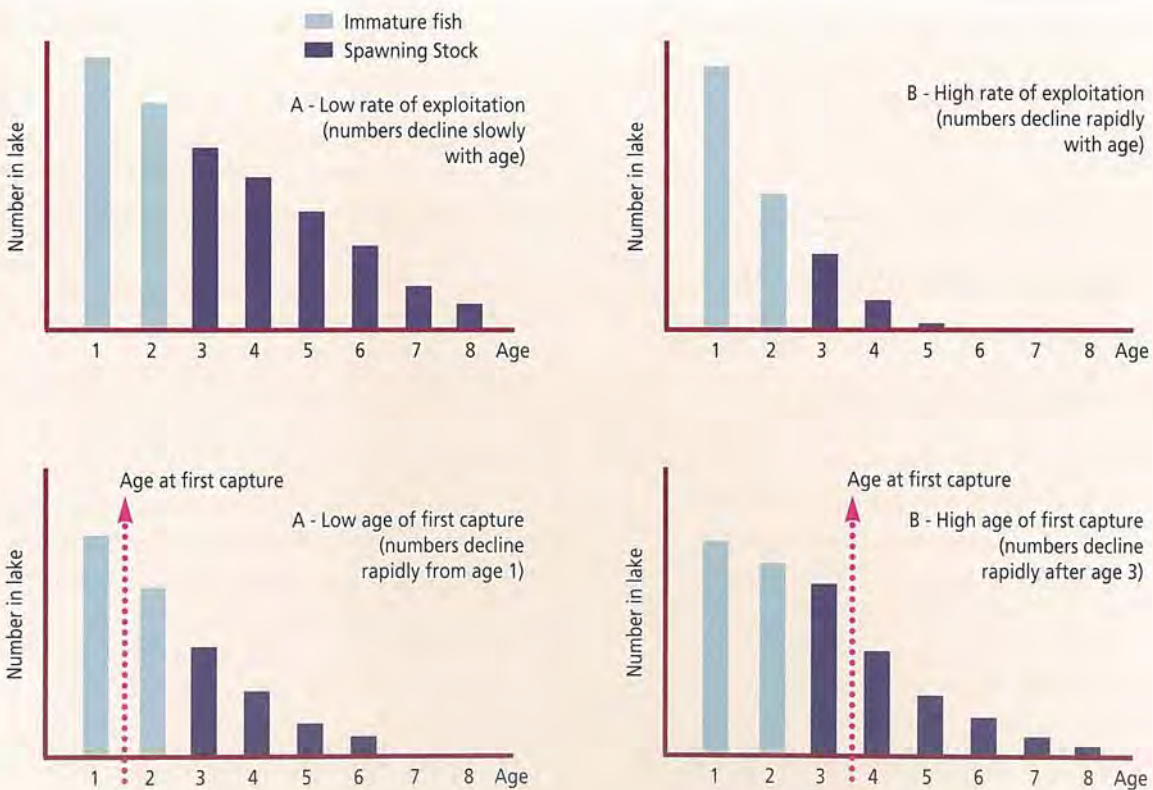 Immature fish
Spawning Stock
A - Low rate of exploitation
(numbers decline slowly
with age)
Number in lake
1 2 3 4 5 6 7 8 Age
B - High rate of exploitation
(numbers decline rapidly
with age)
Number in lake
1 2 3 4 5 6 7 8 Age
Age at first capture
A - Low age of first capture
(numbers decline
rapidly from age 1)
Number in lake
1 2 3 4 5 6 7 8 Age
Age at first capture
B - High age of first capture
(numbers decline
rapidly after age 3)
Number in lake
1 2 3 4 5 6 7 8 Age